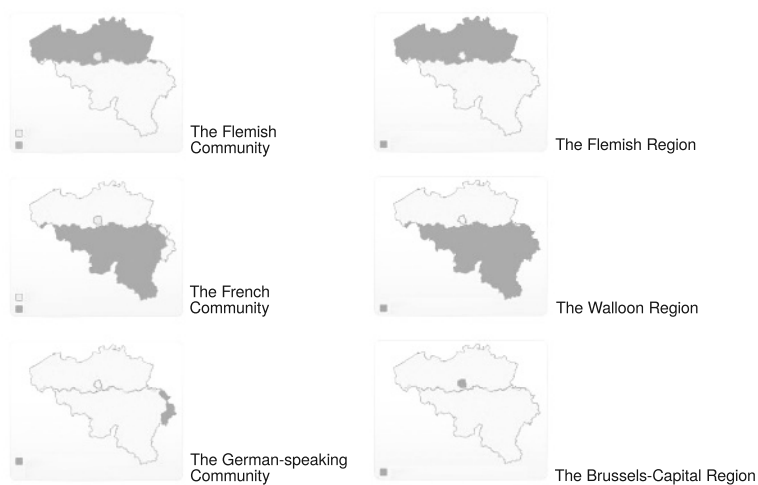 The Flemish
Community
The Flemish Region
The French
Community
The Walloon Region
The German-speaking
Community
The Brussels-Capital Region